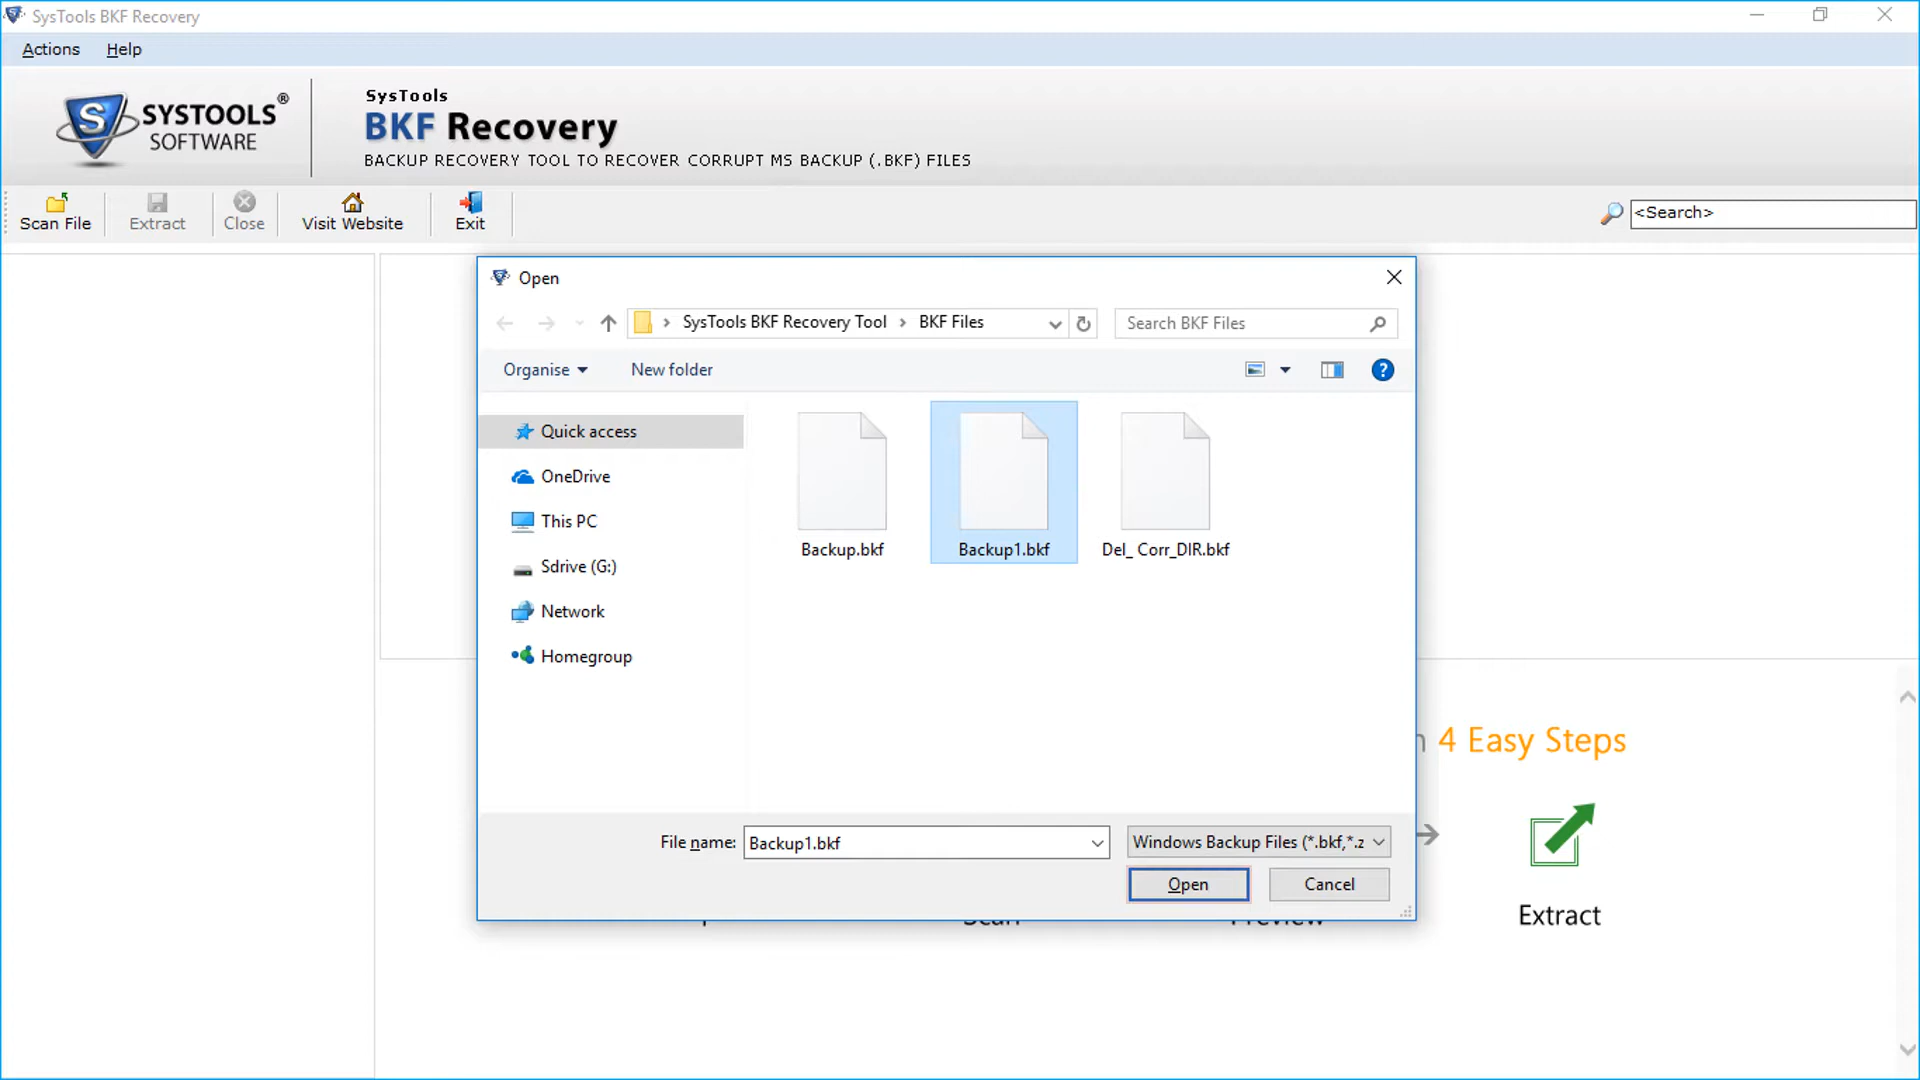 SysTools BKF Recovery
Actions Help
SYSTOOLS®
SOFTWARE
SysTools
BKF Recovery
BACKUP RECOVERY TOOL TO RECOVER CORRUPT MS BACKUP (.BKF) FILES
Scan File Extract Close Visit Website Exit <Search>
Open
SysTools BKF Recovery Tool BKF Files Search BKF Files
Organise New folder
Quick access
OneDrive
This PC
Sdrive (G:)
Network
Homegroup
Backup.bkf Backup1.bkf Del_ Corr_DIR.bkf
4 Easy Steps
File name: Backup1.bkf Windows Backup Files (*.bkf,*.z
Open Cancel
Scan Preview Extract